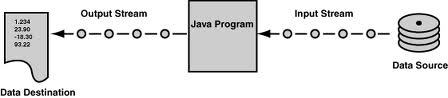 Output Stream
Java Program
Input Stream
1.234
23.90
-18.30
93.22
Data Destination
Data Source